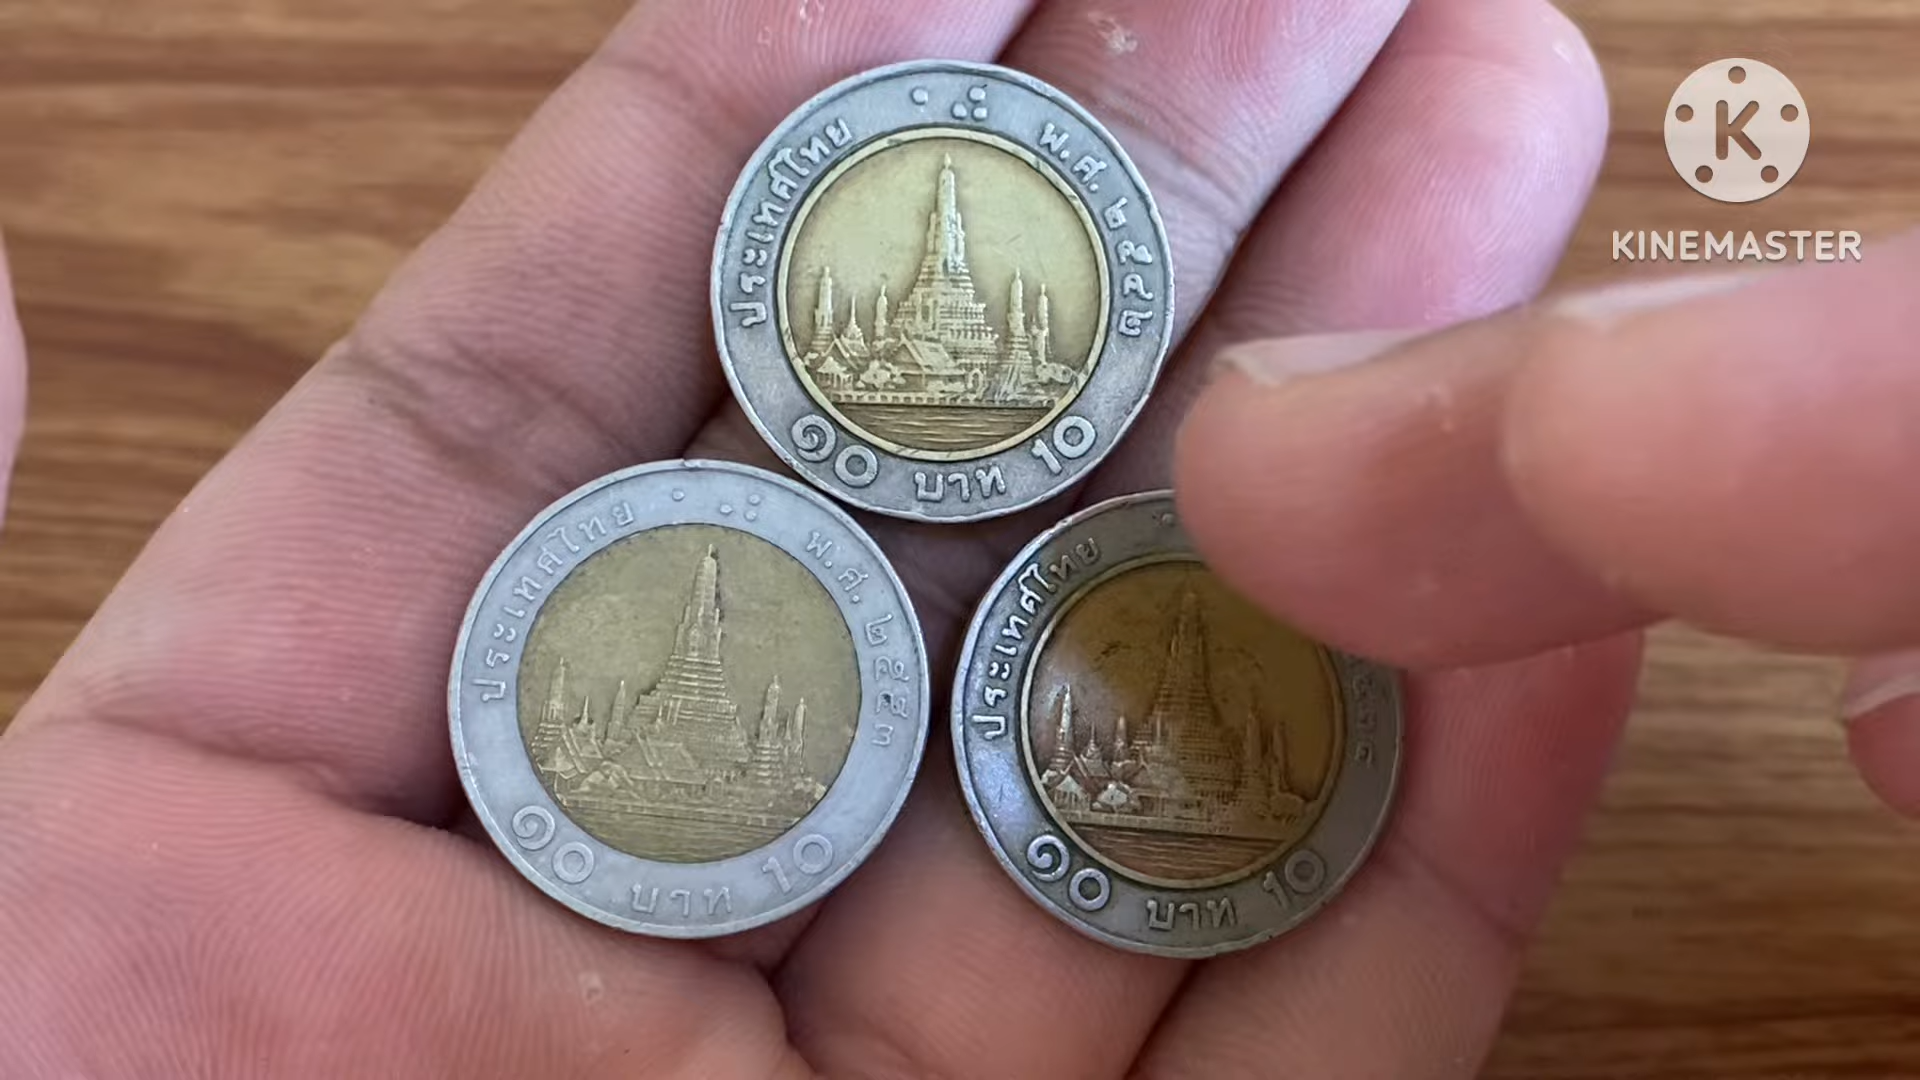 KINEMASTER
ประเทศไทย
พ.ศ. ๒๕๔๒
๑๐ บาท 10
ประเทศไทย
พ.ศ. ๒๕๓๓
๑๐ บาท 10
ประเทศไทย
๑๐ บาท 10